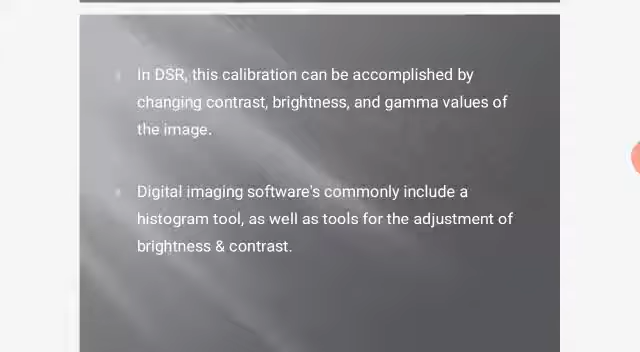 In DSR, this calibration can be accomplished by
changing contrast, brightness, and gamma values of
the image.
Digital imaging software's commonly include a
histogram tool, as well as tools for the adjustment of
brightness & contrast.